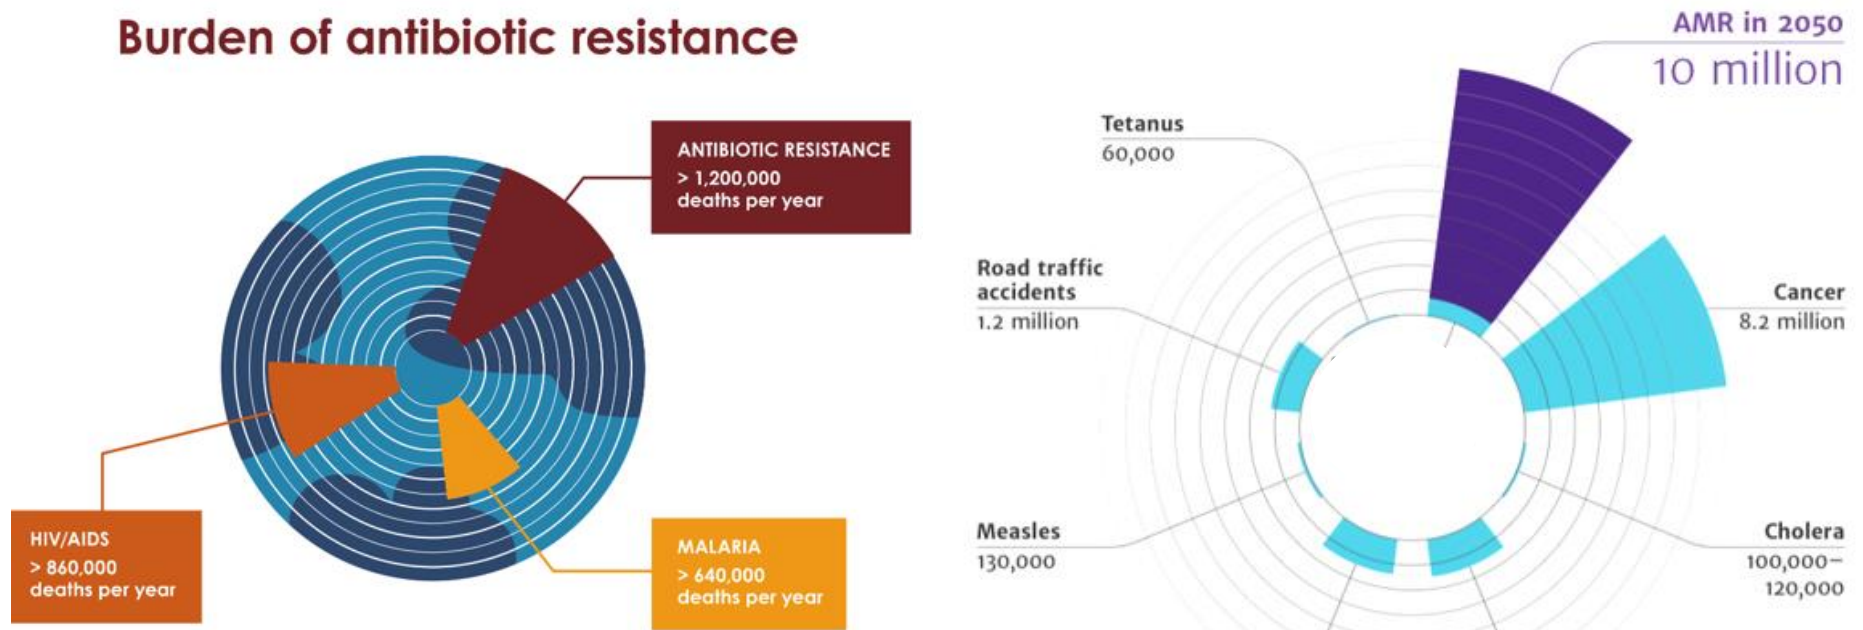 Burden of antibiotic resistance
ANTIBIOTIC RESISTANCE
> 1,200,000
deaths per year
HIV/AIDS
> 860,000
deaths per year
MALARIA
> 640,000
deaths per year
AMR in 2050
10 million
Tetanus
60,000
Road traffic
accidents
1.2 million
Cancer
8.2 million
Measles
130,000
Cholera
100,000–
120,000